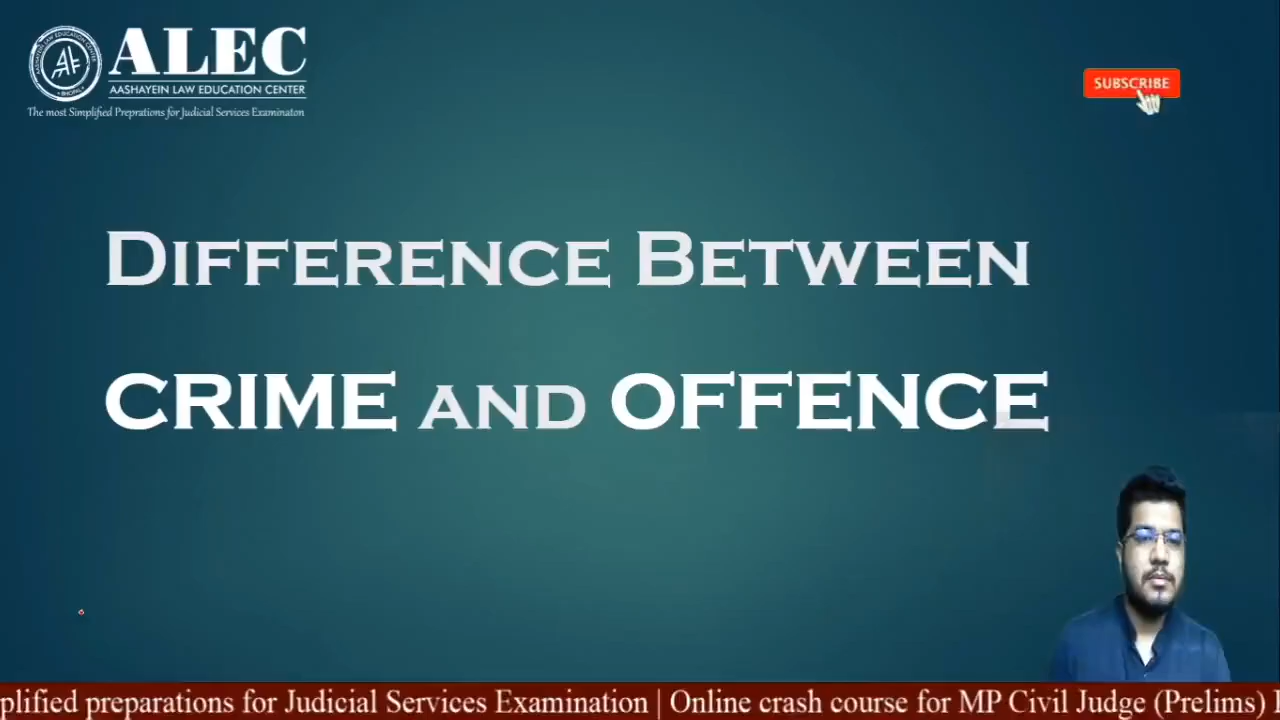 ALEC
AASHAYEIN LAW EDUCATION CENTER
The most Simplified Preprations for Judicial Services Examinaton
SUBSCRIBE
DIFFERENCE BETWEEN
CRIME AND OFFENCE
plified preparations for Judicial Services Examination | Online crash course for MP Civil Judge (Prelims)